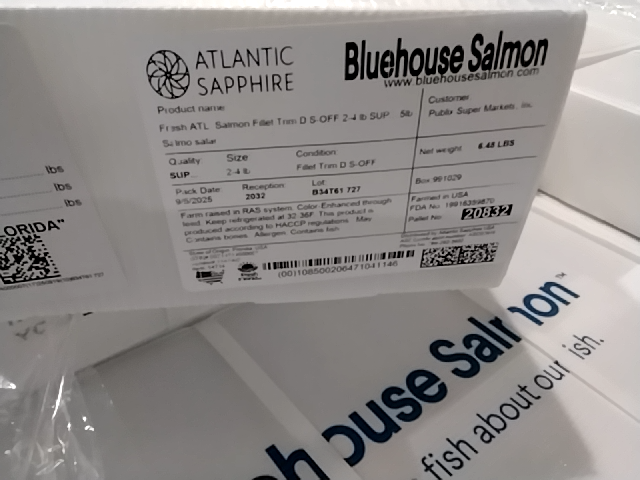 ATLANTIC
SAPPHIRE
Bluehouse Salmon
www.bluehousesalmon.com
Product name
Fresh ATL Salmon Fillet Trim D S-OFF 2-4 lb SUP 5lb
Salmo salar
Customer
Publix Super Markets, Inc
Quality Size Condition
SUP 2-4 lb Fillet Trim D S-OFF
Net weight 6.48 LBS
Pack Date Reception: Lot
9/5/2025 2032 B34T61 727
Box:991029
Farm raised in RAS system. Color Enhanced through
feed. Keep refrigerated at 32-36F. This product is
produced according to HACCP regulations. May
Contains bones. Allergen: Contains fish
Farmed in USA
FDA No
Pallet No: 20832
(00)108500206471041146
lbs
lbs
lbs
ORIDA"
house Salmon™
fish about our fish.